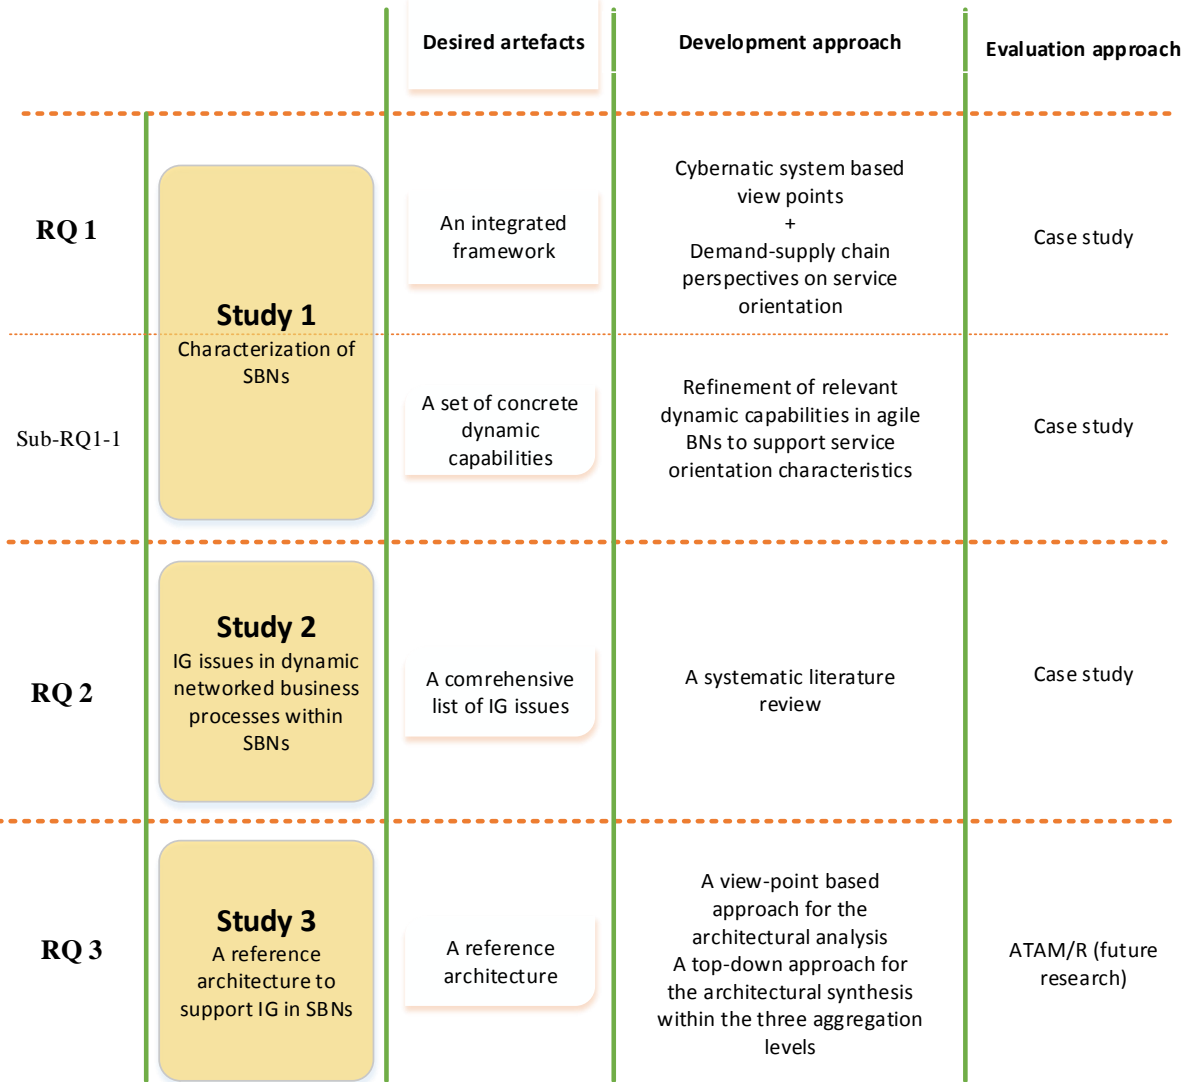 Desired artefacts
Development approach
Evaluation approach
RQ 1
Study 1
Characterization of
SBNs
An integrated
framework
Cybernatic system based
view points
+
Demand-supply chain
perspectives on service
orientation
Case study
Sub-RQ1-1
A set of concrete
dynamic
capabilities
Refinement of relevant
dynamic capabilities in agile
BNs to support service
orientation characteristics
Case study
RQ 2
Study 2
IG issues in dynamic
networked business
processes within
SBNs
A comrehensive
list of IG issues
A systematic literature
review
Case study
RQ 3
Study 3
A reference
architecture to
support IG in SBNs
A reference
architecture
A view-point based
approach for the
architectural analysis
A top-down approach for
the architectural synthesis
within the three aggregation
levels
ATAM/R (future
research)